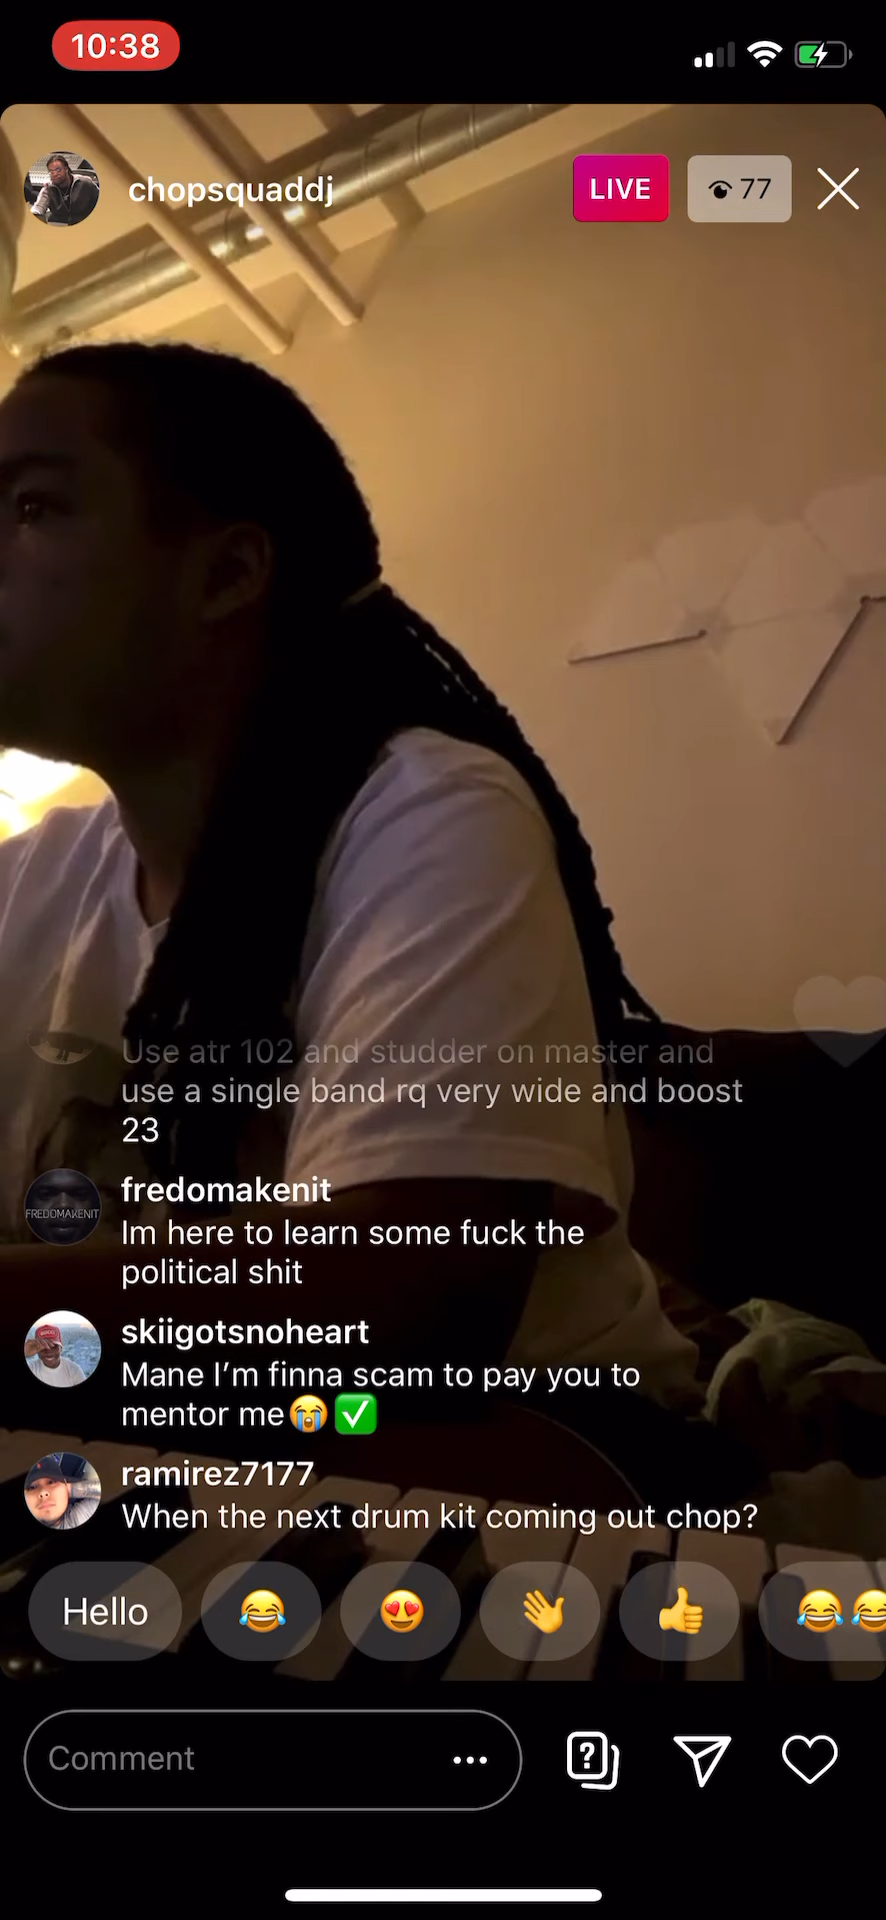 10:38
chopsquaddj
LIVE
77
Use atr 102 and studder on master and
use a single band rq very wide and boost
23
fredomakenit
FREDOMAKENIT
Im here to learn some fuck the
political shit
skiigotsnoheart
Mane I'm finna scam to pay you to
mentor me😭✅
ramirez7177
When the next drum kit coming out chop?
Hello 😂 😍 👋 👍 😂😂
Comment